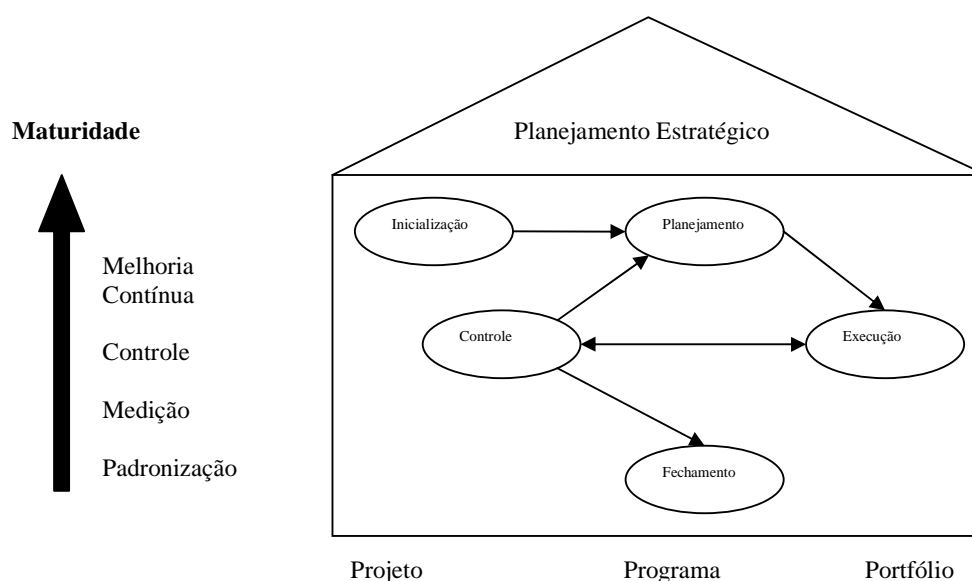 Maturidade
Planejamento Estratégico
Inicialização
Planejamento
Melhoria
Contínua
Controle
Execução
Controle
Medição
Padronização
Fechamento
Projeto
Programa
Portfólio